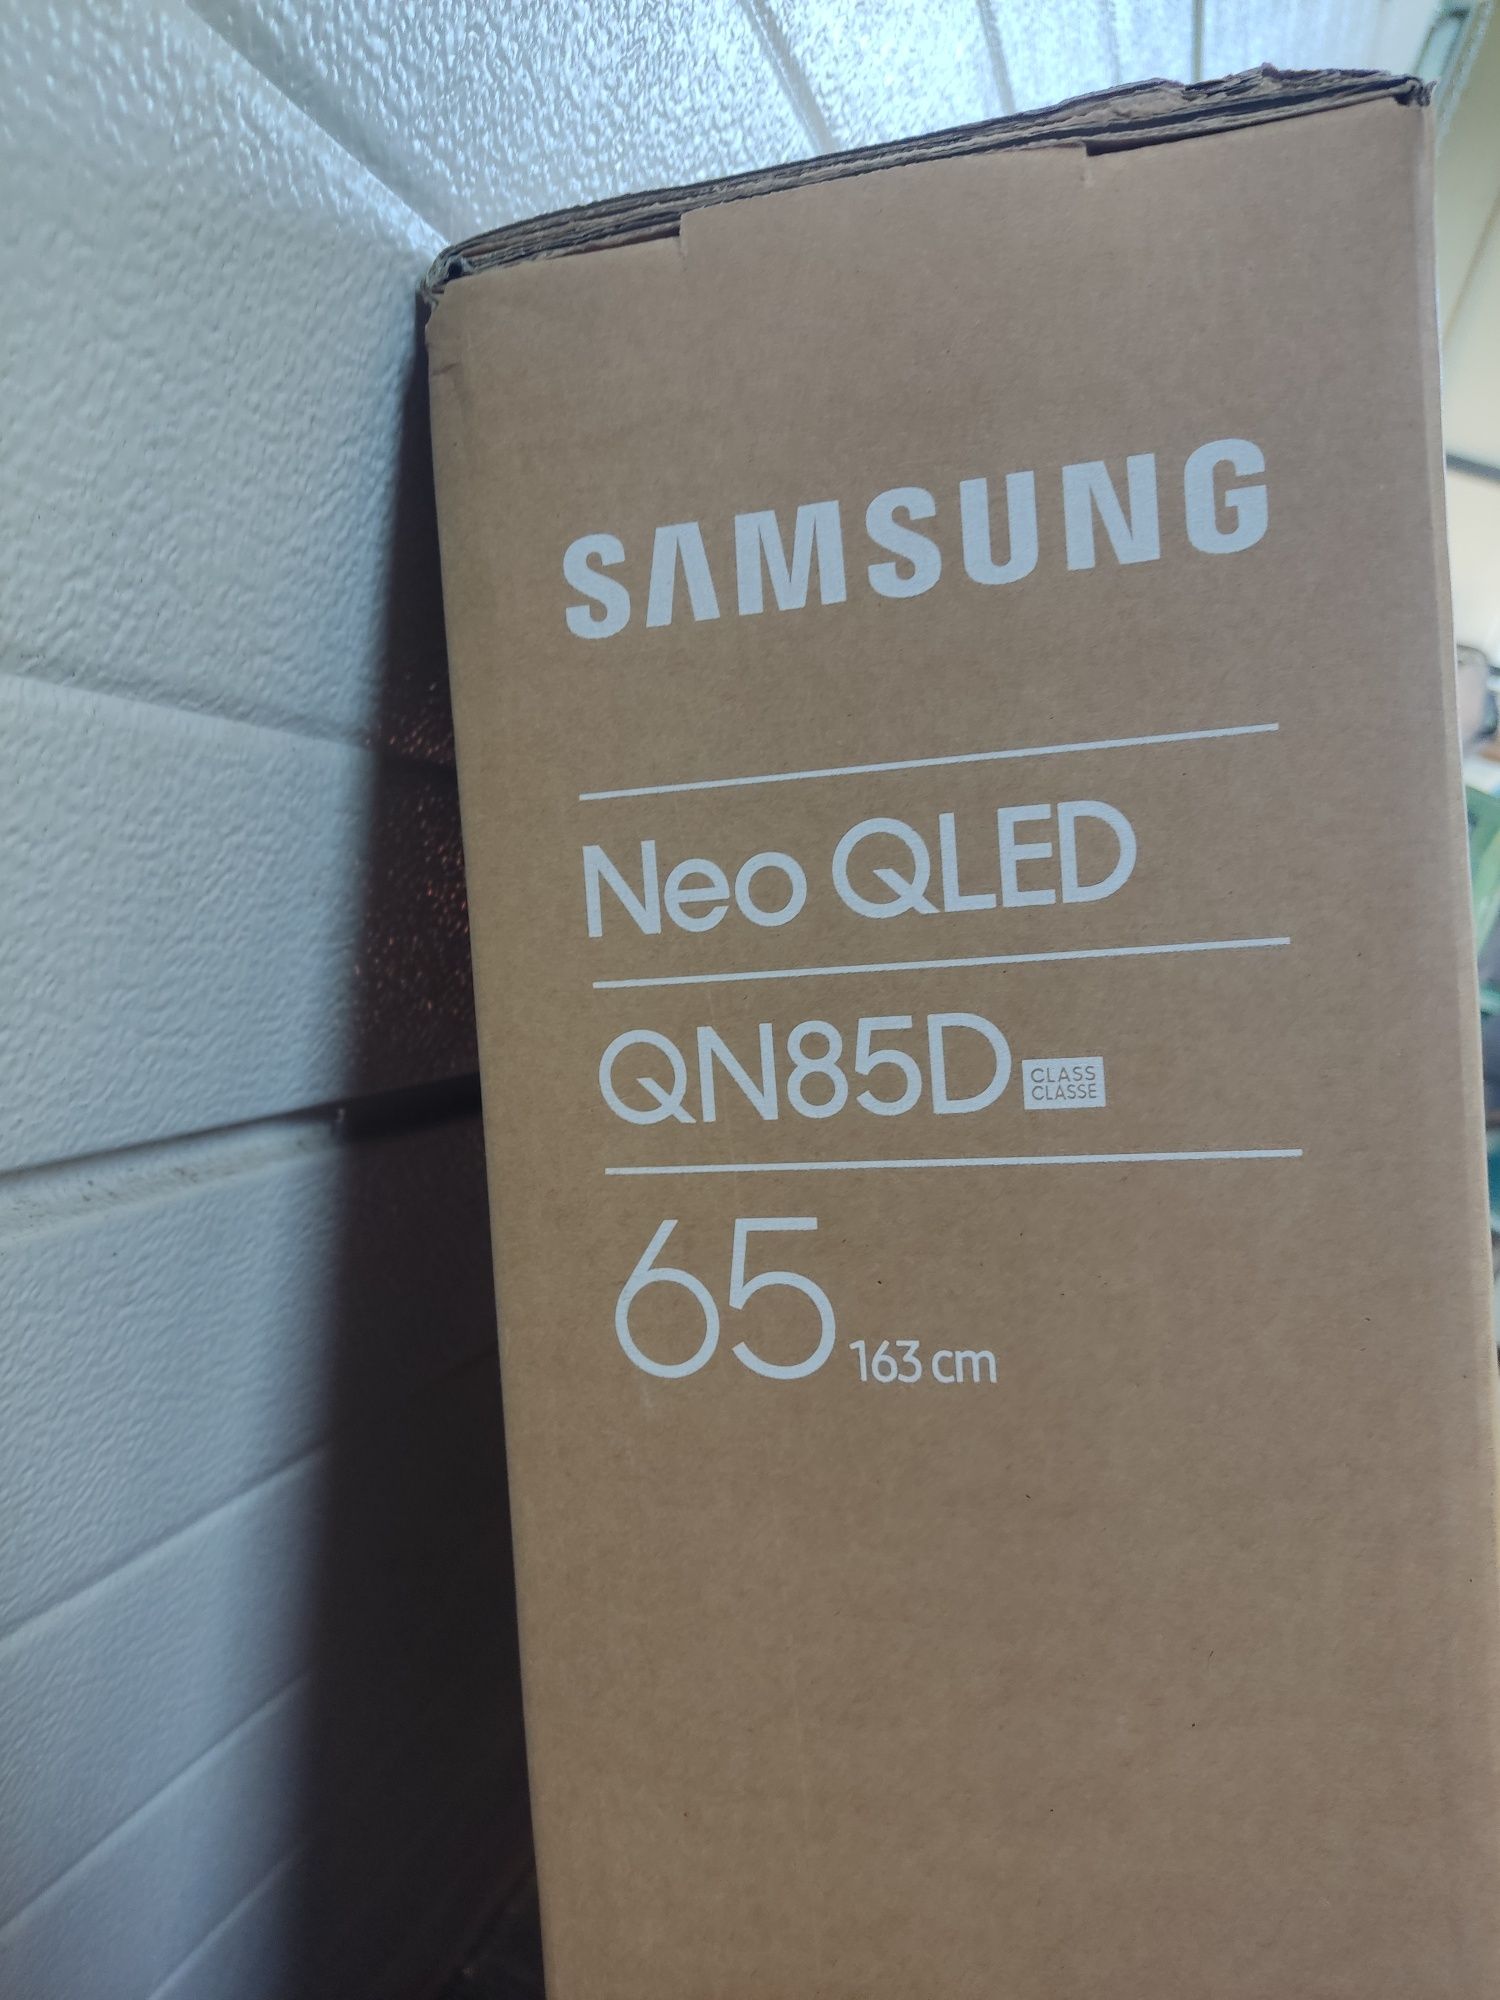 SAMSUNG
Neo QLED
QN85D CLASS
CLASSE
65 163 cm